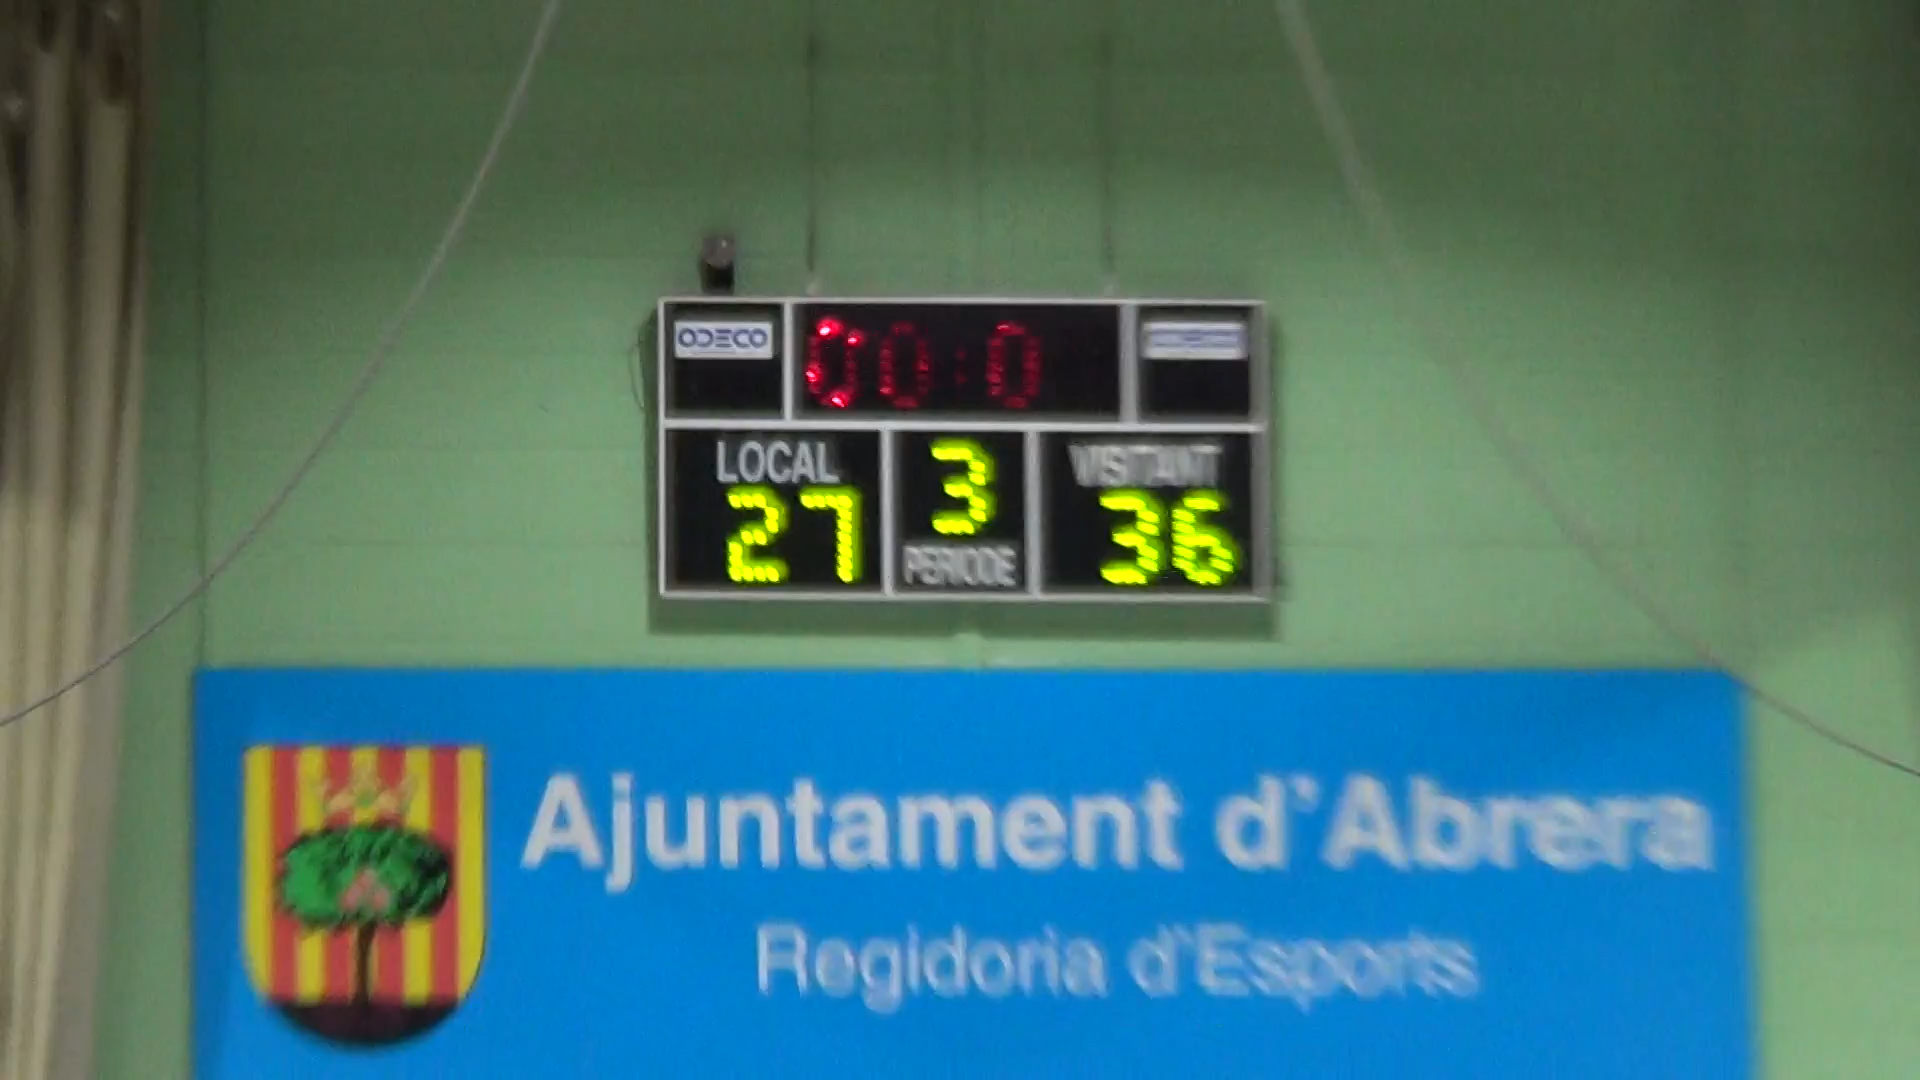 ODECO
00:0
LOCAL
3
VISITANT
27
36
PERIODE
Ajuntament d'Abrera
Regidoria d'Esports